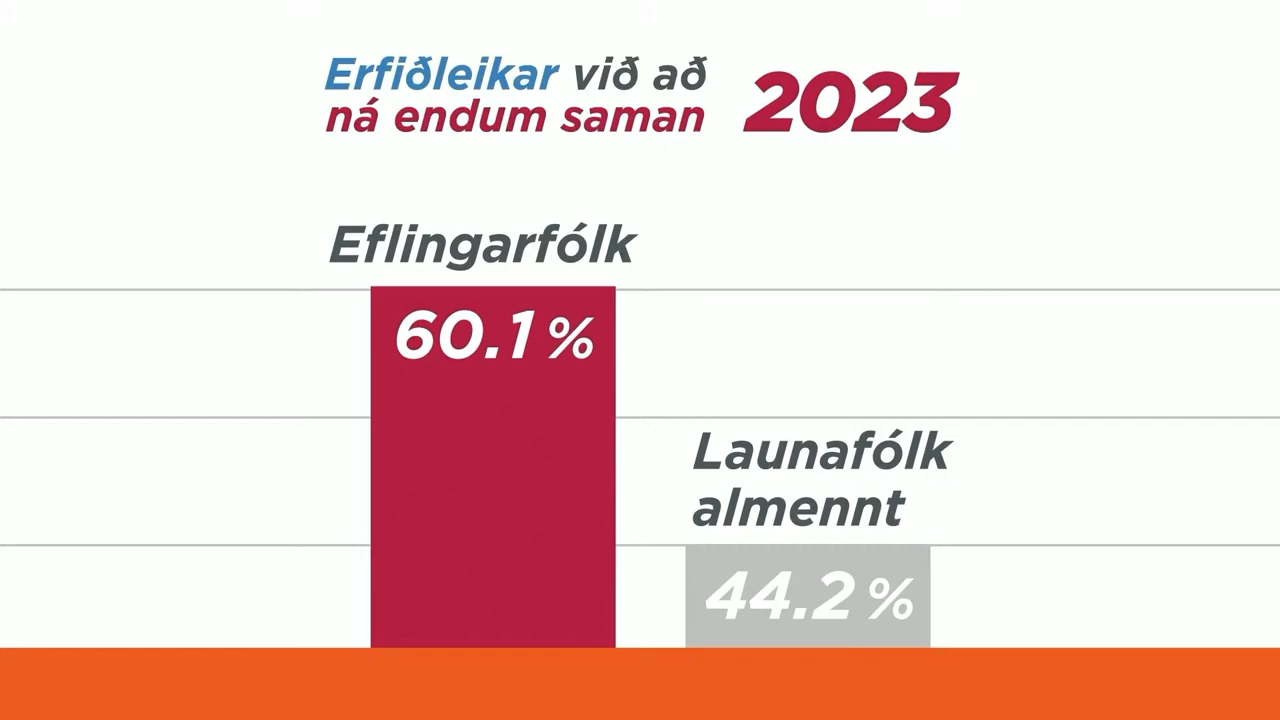 Erfiðleikar við að
ná endum saman
2023
Eflingarfólk
60.1%
Launafólk
almennt
44.2%